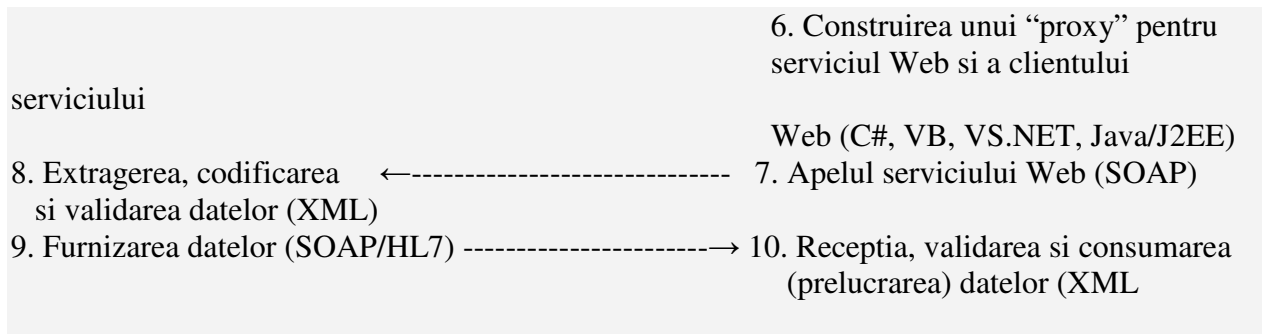 6. Construirea unui “proxy” pentru
serviciul Web si a clientului
serviciului
Web (C#, VB, VS.NET, Java/J2EE)
8. Extragerea, codificarea ←------------------------------ 7. Apelul serviciului Web (SOAP)
si validarea datelor (XML)
9. Furnizarea datelor (SOAP/HL7) -----------------------→ 10. Receptia, validarea si consumarea
(prelucrarea) datelor (XML